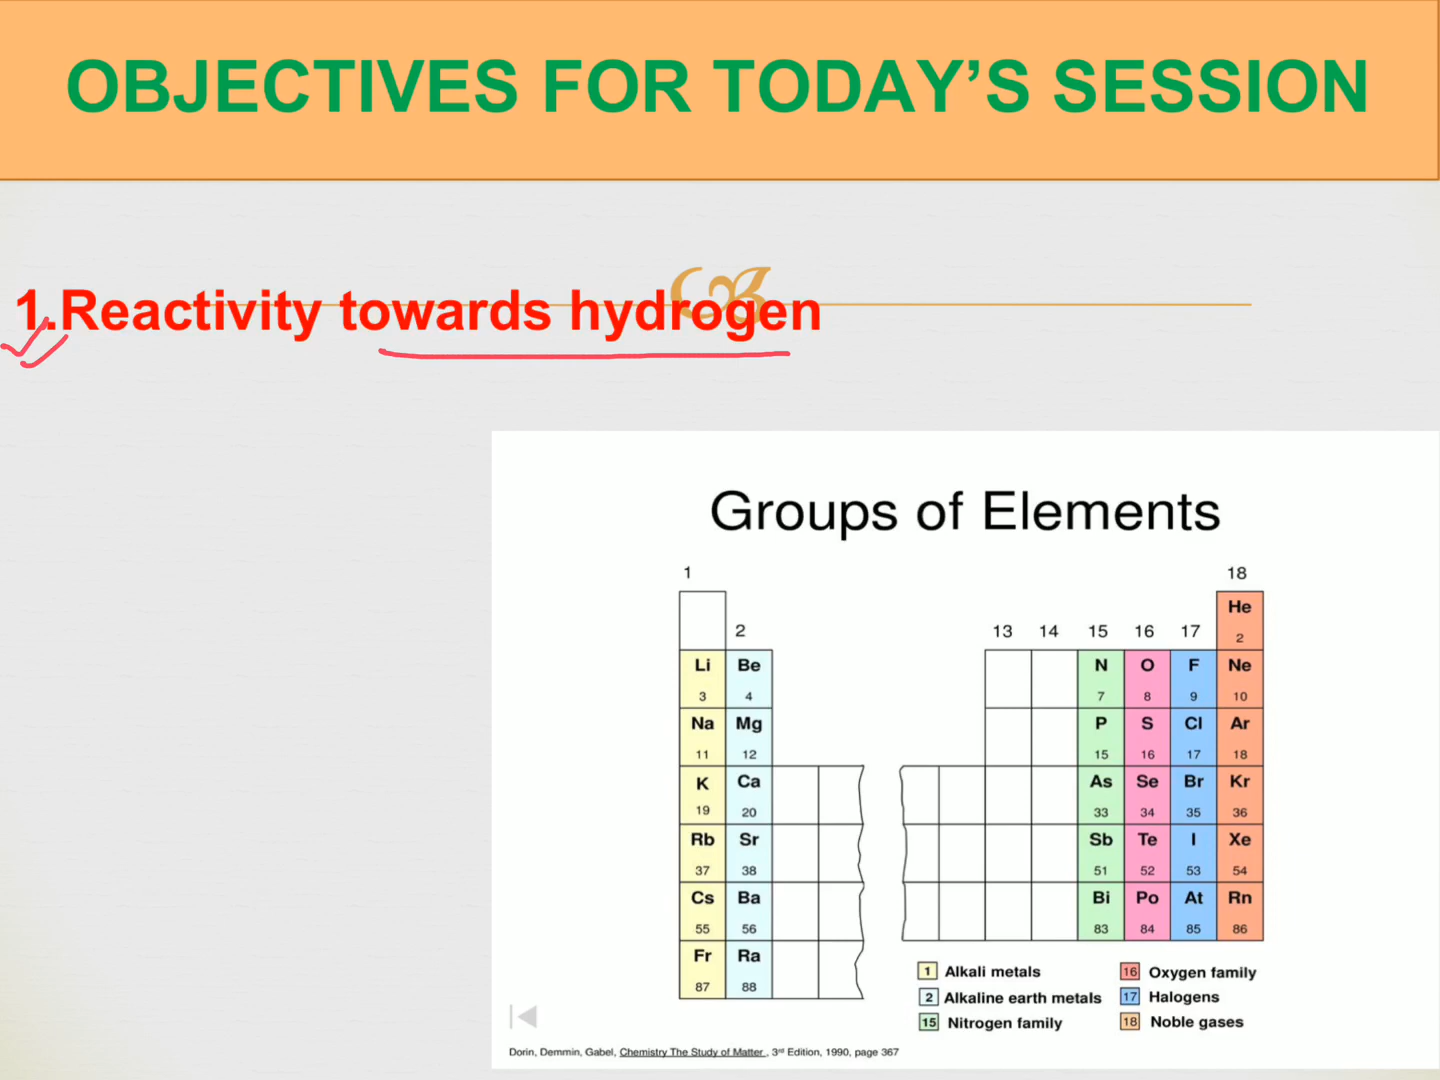 OBJECTIVES FOR TODAY’S SESSION
1.Reactivity towards hydrogen
Groups of Elements
1 18
He
2 13 14 15 16 17 2
Li Be N O F Ne
3 4 7 8 9 10
Na Mg P S Cl Ar
11 12 15 16 17 18
K Ca As Se Br Kr
19 20 33 34 35 36
Rb Sr Sb Te I Xe
37 38 51 52 53 54
Cs Ba Bi Po At Rn
55 56 83 84 85 86
Fr Ra
87 88
1 Alkali metals 16 Oxygen family
2 Alkaline earth metals 17 Halogens
15 Nitrogen family 18 Noble gases
Dorin, Demmin, Gabel, Chemistry The Study of Matter , 3rd Edition, 1990, page 367